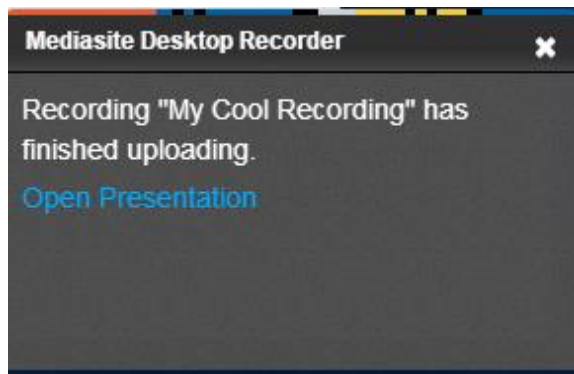 Mediasite Desktop Recorder
Recording "My Cool Recording" has
finished uploading.
Open Presentation